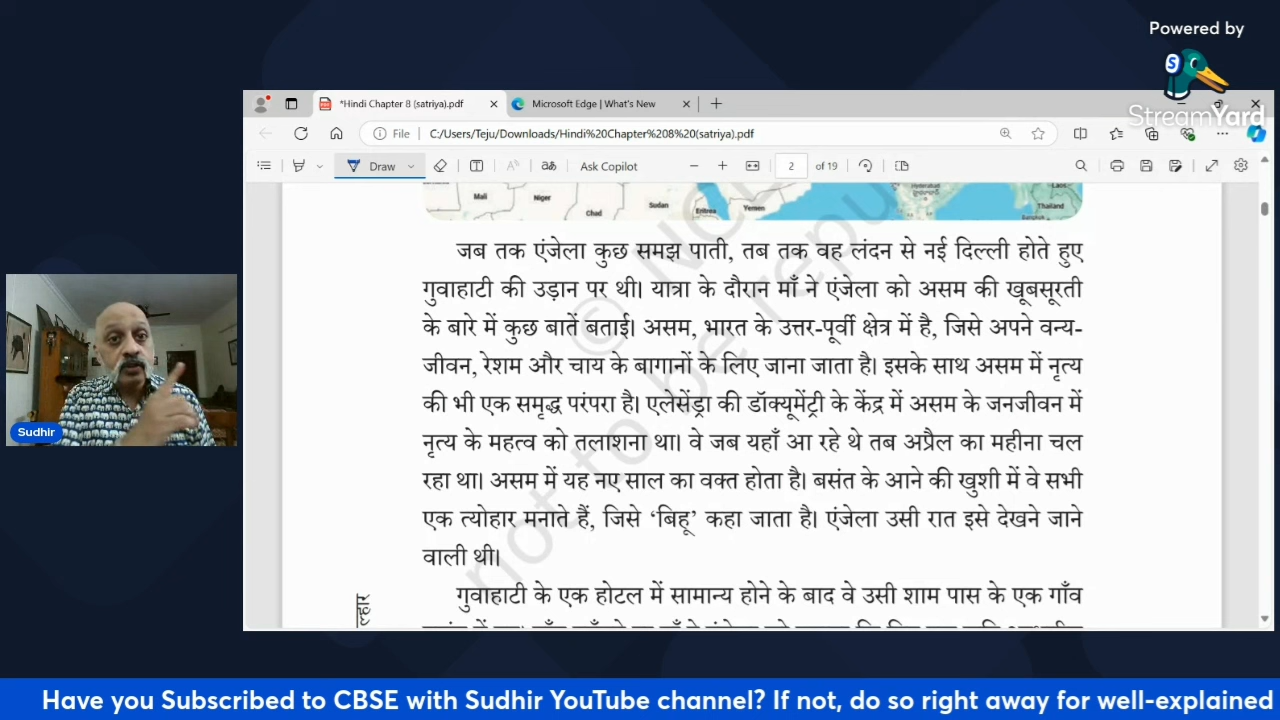 Powered by
StreamYard
*Hindi Chapter 8 (satriya).pdf
Microsoft Edge | What's New
File
C:/Users/Teju/Downloads/Hindi%20Chapter%208%20(satriya).pdf
Draw
Ask Copilot
2 of 19
Mali
Niger
Chad
Sudan
Eritrea
Yemen
Hyderabad
Laos
Thailand
जब तक एंजेला कुछ समझ पाती, तब तक वह लंदन से नई दिल्ली होते हुए
गुवाहाटी की उड़ान पर थी। यात्रा के दौरान माँ ने एंजेला को असम की खूबसूरती
के बारे में कुछ बातें बताई। असम, भारत के उत्तर-पूर्वी क्षेत्र में है, जिसे अपने वन्य-
जीवन, रेशम और चाय के बागानों के लिए जाना जाता है। इसके साथ असम में नृत्य
की भी एक समृद्ध परंपरा है। एलेसेंड्रा की डॉक्यूमेंट्री के केंद्र में असम के जनजीवन में
नृत्य के महत्व को तलाशना था। वे जब यहाँ आ रहे थे तब अप्रैल का महीना चल
रहा था। असम में यह नए साल का वक्त होता है। बसंत के आने की खुशी में वे सभी
एक त्योहार मनाते हैं, जिसे ‘बिहू’ कहा जाता है। एंजेला उसी रात इसे देखने जाने
वाली थी।
गुवाहाटी के एक होटल में सामान्य होने के बाद वे उसी शाम पास के एक गाँव
not to be repu
Sudhir
Have you Subscribed to CBSE with Sudhir YouTube channel? If not, do so right away for well-explained